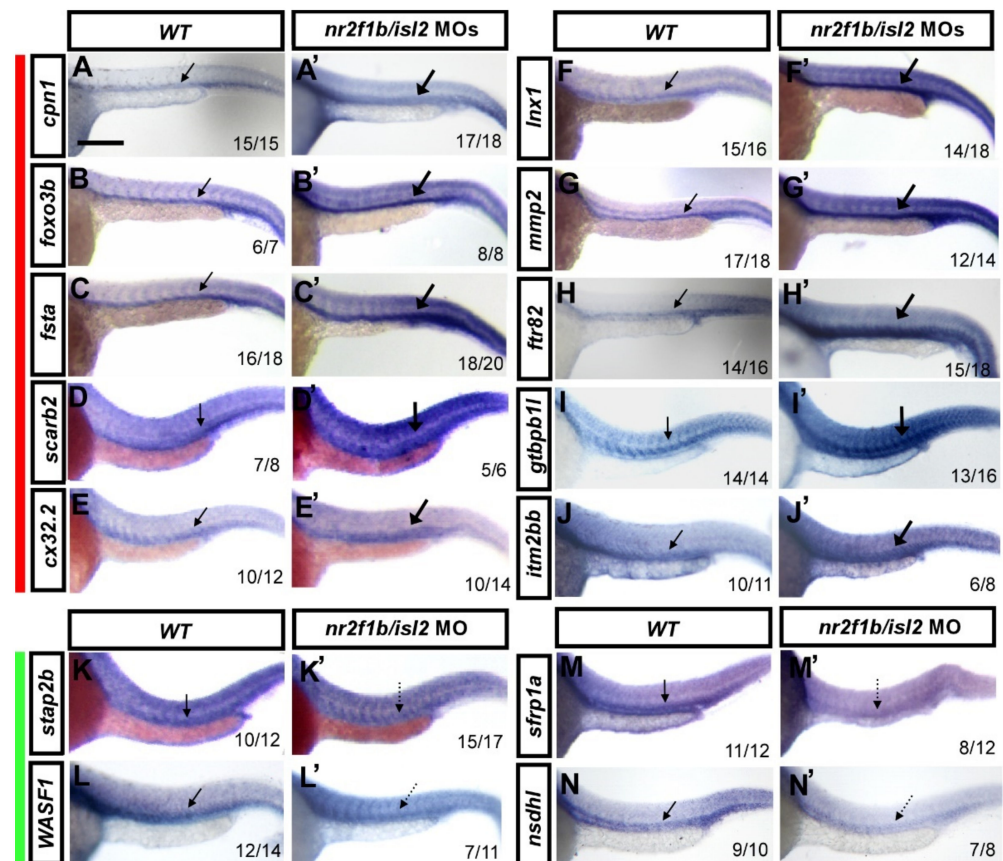 WT nr2f1b/isl2 MOs WT nr2f1b/isl2 MOs
cpn1 A 15/15 A' 17/18 lnx1 F 15/16 F' 14/18
foxo3b B 6/7 B' 8/8 mmp2 G 17/18 G' 12/14
fsta C 16/18 C' 18/20 ftr82 H 14/16 H' 15/18
scarb2 D 7/8 D' 5/6 gtbpb1l I 14/14 I' 13/16
cx32.2 E 10/12 E' 10/14 itm2bb J 10/11 J' 6/8
WT nr2f1b/isl2 MO WT nr2f1b/isl2 MO
stap2b K 10/12 K' 15/17 sfrp1a M 11/12 M' 8/12
WASF1 L 12/14 L' 7/11 nsdhl N 9/10 N' 7/8